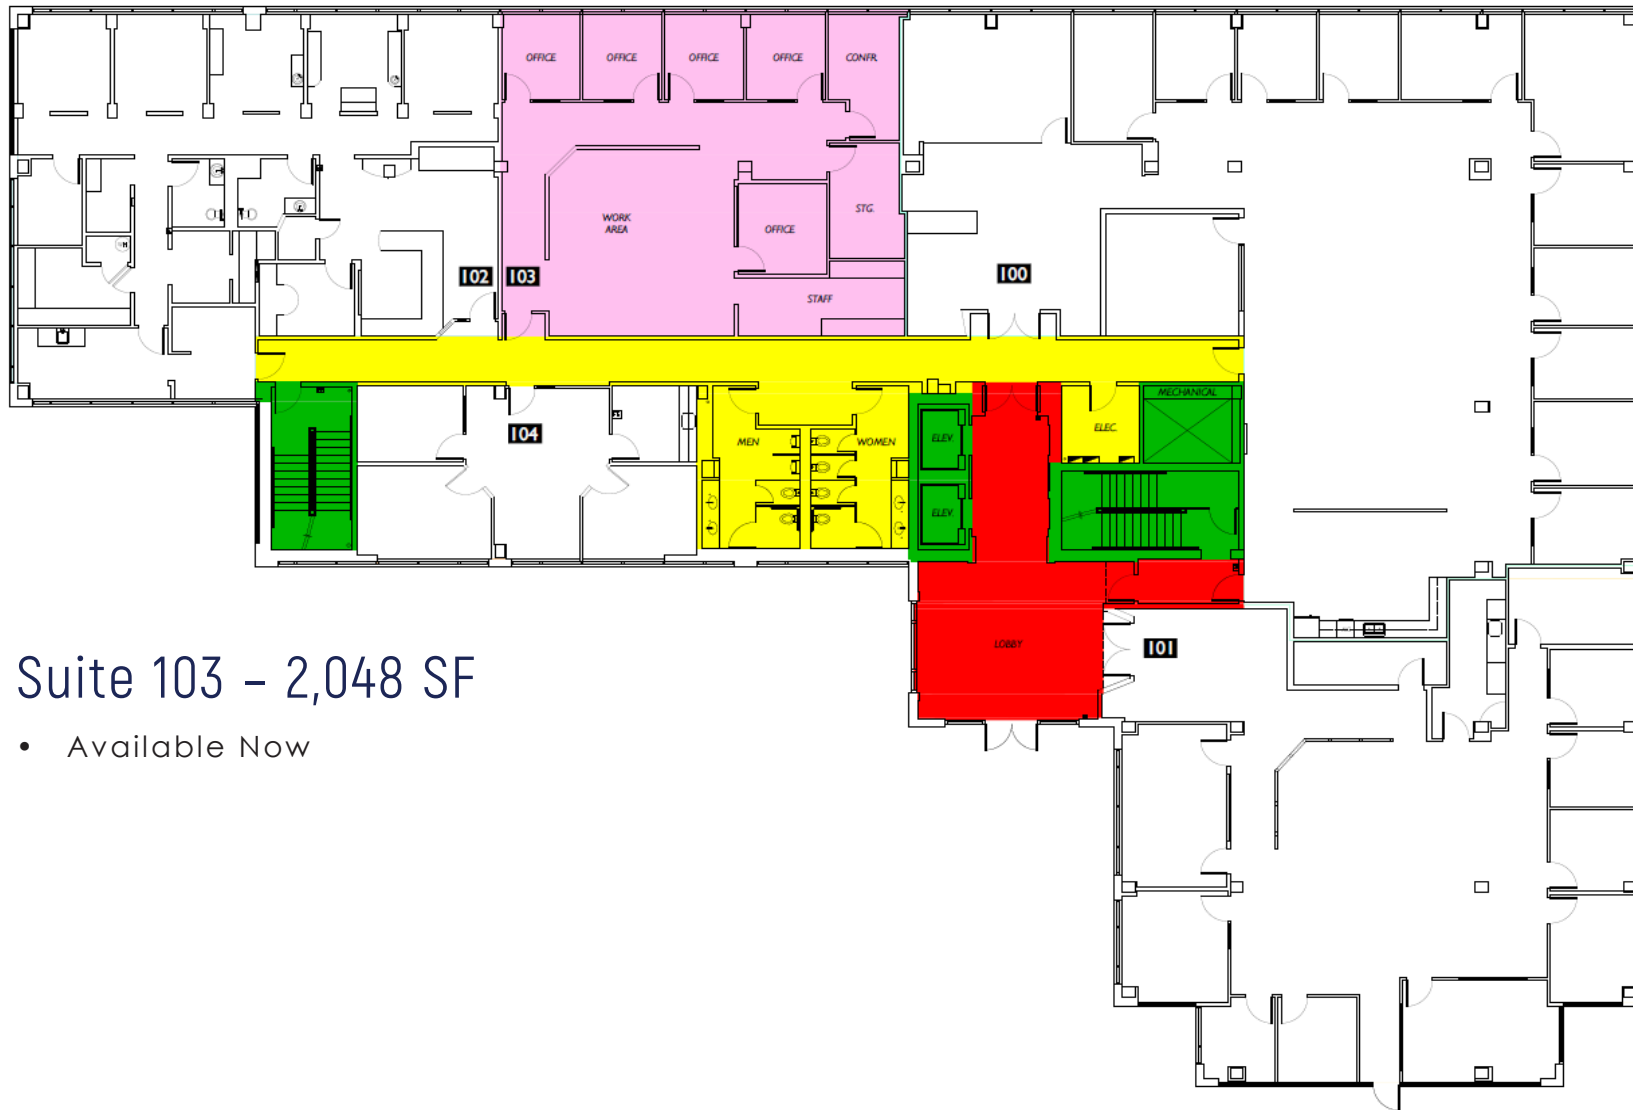 OFFICE
OFFICE
OFFICE
OFFICE
CONFR.
WORK
AREA
OFFICE
STG.
102
103
100
STAFF
MECHANICAL
104
MEN
WOMEN
ELEV.
ELEC.
ELEV.
LOBBY
101
Suite 103 – 2,048 SF
• Available Now